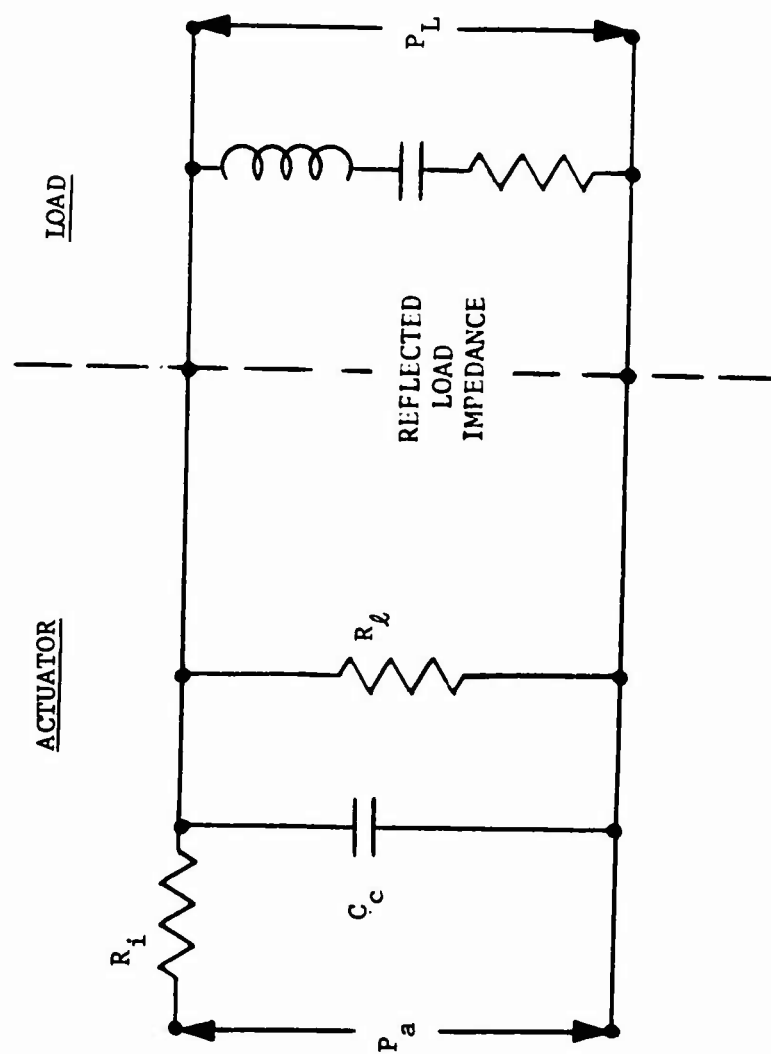 ACTUATOR
LOAD
R_i
P_a
C_c
R_ℓ
REFLECTED
LOAD
IMPEDANCE
P_L